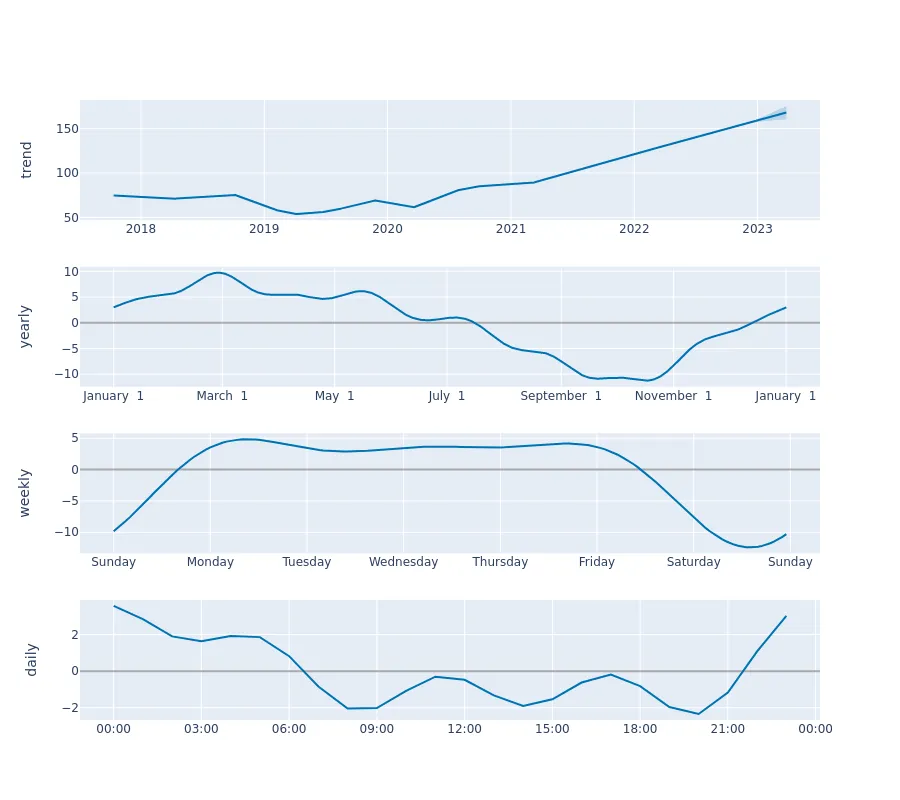 trend
150
100
50
2018 2019 2020 2021 2022 2023
yearly
10
5
0
−5
−10
January 1 March 1 May 1 July 1 September 1 November 1 January 1
weekly
5
0
−5
−10
Sunday Monday Tuesday Wednesday Thursday Friday Saturday Sunday
daily
2
0
−2
00:00 03:00 06:00 09:00 12:00 15:00 18:00 21:00 00:00